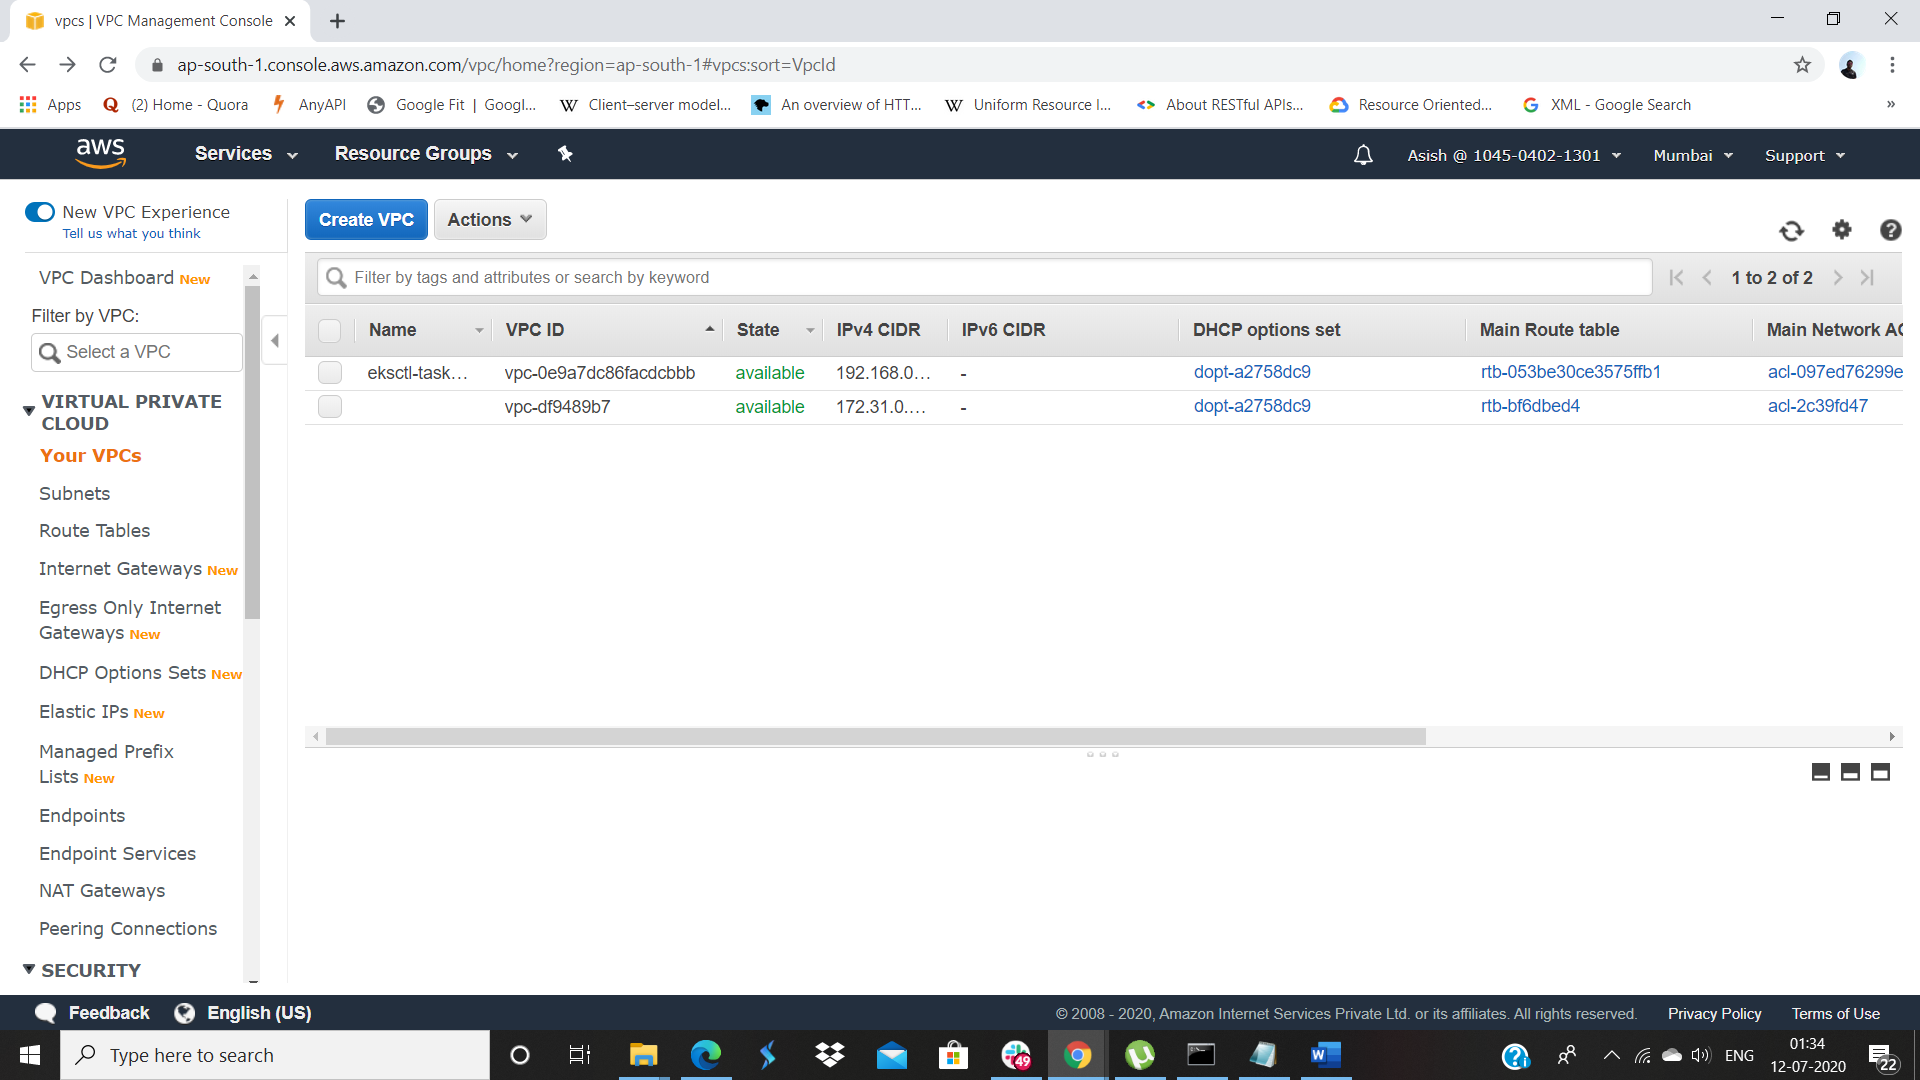 vpcs | VPC Management Console
ap-south-1.console.aws.amazon.com/vpc/home?region=ap-south-1#vpcs:sort=VpcId
Apps
(2) Home - Quora
AnyAPI
Google Fit | Googl...
Client–server model...
An overview of HTT...
Uniform Resource I...
About RESTful APIs...
Resource Oriented...
XML - Google Search
»
aws
Services
Resource Groups
Asish @ 1045-0402-1301
Mumbai
Support
New VPC Experience
Tell us what you think
Create VPC
Actions
VPC Dashboard New
Filter by VPC:
Select a VPC
VIRTUAL PRIVATE
CLOUD
Your VPCs
Subnets
Route Tables
Internet Gateways New
Egress Only Internet
Gateways New
DHCP Options Sets New
Elastic IPs New
Managed Prefix
Lists New
Endpoints
Endpoint Services
NAT Gateways
Peering Connections
SECURITY
Filter by tags and attributes or search by keyword
1 to 2 of 2
Name VPC ID State IPv4 CIDR IPv6 CIDR DHCP options set Main Route table Main Network AC
eksctl-task... vpc-0e9a7dc86facdcbbb available 192.168.0... - dopt-a2758dc9 rtb-053be30ce3575ffb1 acl-097ed76299e
vpc-df9489b7 available 172.31.0.... - dopt-a2758dc9 rtb-bf6dbed4 acl-2c39fd47
Feedback
English (US)
© 2008 - 2020, Amazon Internet Services Private Ltd. or its affiliates. All rights reserved.
Privacy Policy
Terms of Use
Type here to search
49
ENG
01:34
12-07-2020
22